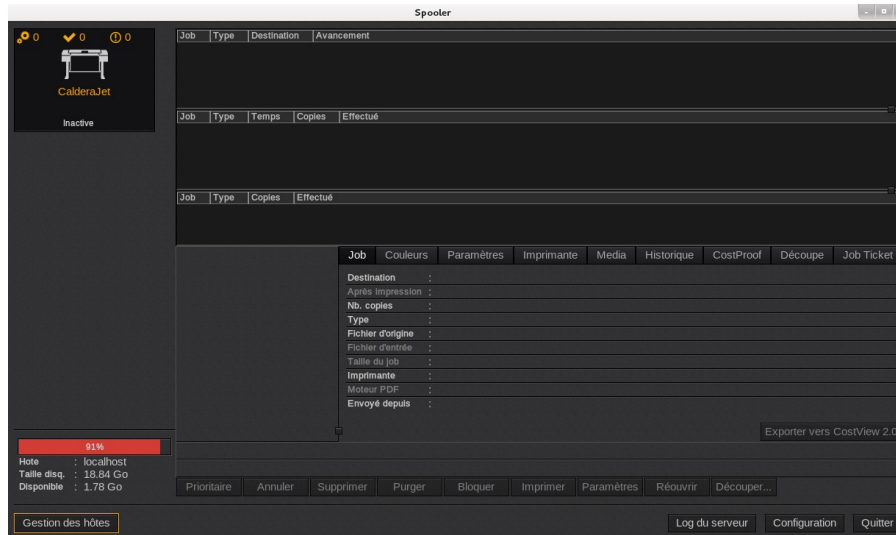 Spooler
0 0 0
CalderaJet
Inactive
Job Type Destination Avancement
Job Type Temps Copies Effectué
Job Type Copies Effectué
Job Couleurs Paramètres Imprimante Media Historique CostProof Découpe Job Ticket
Destination :
Après impression :
Nb. copies :
Type :
Fichier d'origine :
Fichier d'entrée :
Taille du job :
Imprimante :
Moteur PDF :
Envoyé depuis :
Exporter vers CostView 2.0
91%
Hote : localhost
Taille disq. : 18.84 Go
Disponible : 1.78 Go
Prioritaire Annuler Supprimer Purger Bloquer Imprimer Paramètres Réouvrir Découper...
Gestion des hôtes Log du serveur Configuration Quitter